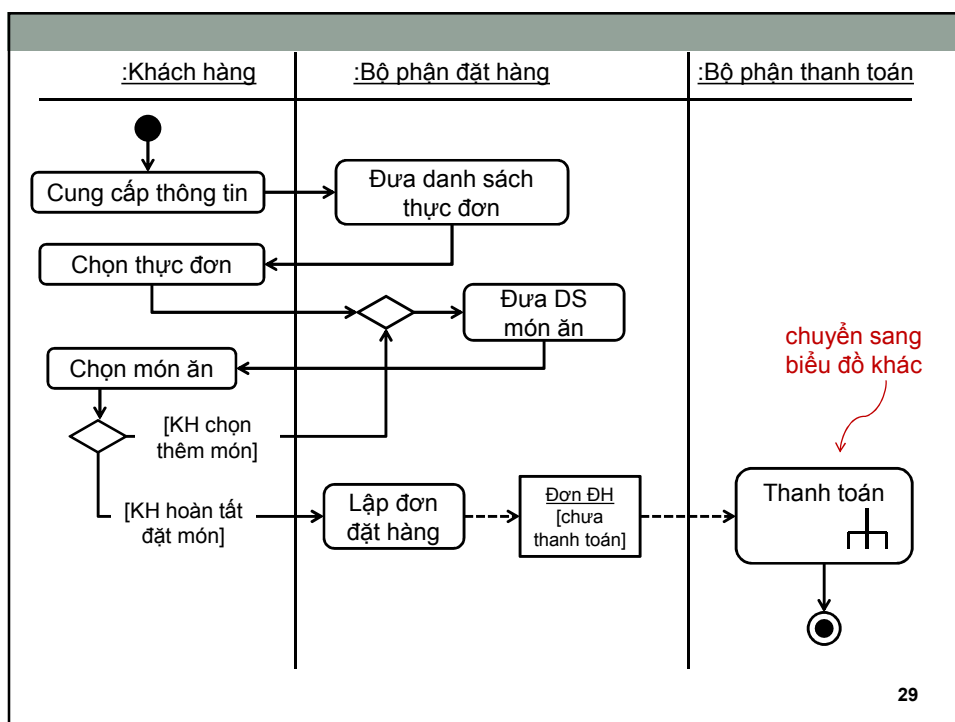 :Khách hàng
:Bộ phận đặt hàng
:Bộ phận thanh toán
Cung cấp thông tin
Đưa danh sách
thực đơn
Chọn thực đơn
Đưa DS
món ăn
Chọn món ăn
chuyển sang
biểu đồ khác
[KH chọn
thêm món]
[KH hoàn tất
đặt món]
Lập đơn
đặt hàng
Đơn ĐH
[chưa
thanh toán]
Thanh toán
29